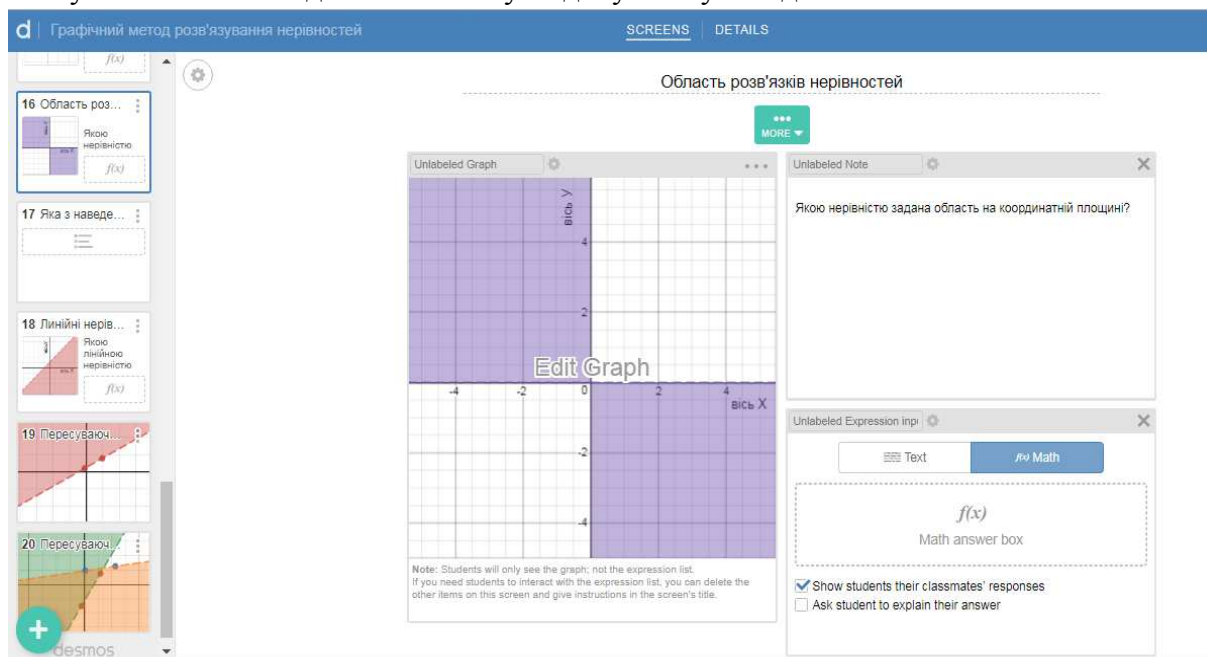 d Графічний метод розв'язування нерівностей
SCREENS DETAILS
f(x)
16 Область роз...
Якою
нерівністю
f(x)
17 Яка з наведе...
18 Линійні нерів...
Якою
лінійною
нерівністю
f(x)
19 Пересуваюч...
20 Пересуваюч...
+
desmos
Область розв'язків нерівностей
MORE
Unlabeled Graph
вісь У
4
2
Edit Graph
-4 -2 0 2 4
вісь Х
-2
-4
Note: Students will only see the graph; not the expression list.
If you need students to interact with the expression list, you can delete the
other items on this screen and give instructions in the screen's title.
Unlabeled Note
Якою нерівністю задана область на координатній площині?
Unlabeled Expression inpu
Text
f(x) Math
f(x)
Math answer box
Show students their classmates' responses
Ask student to explain their answer